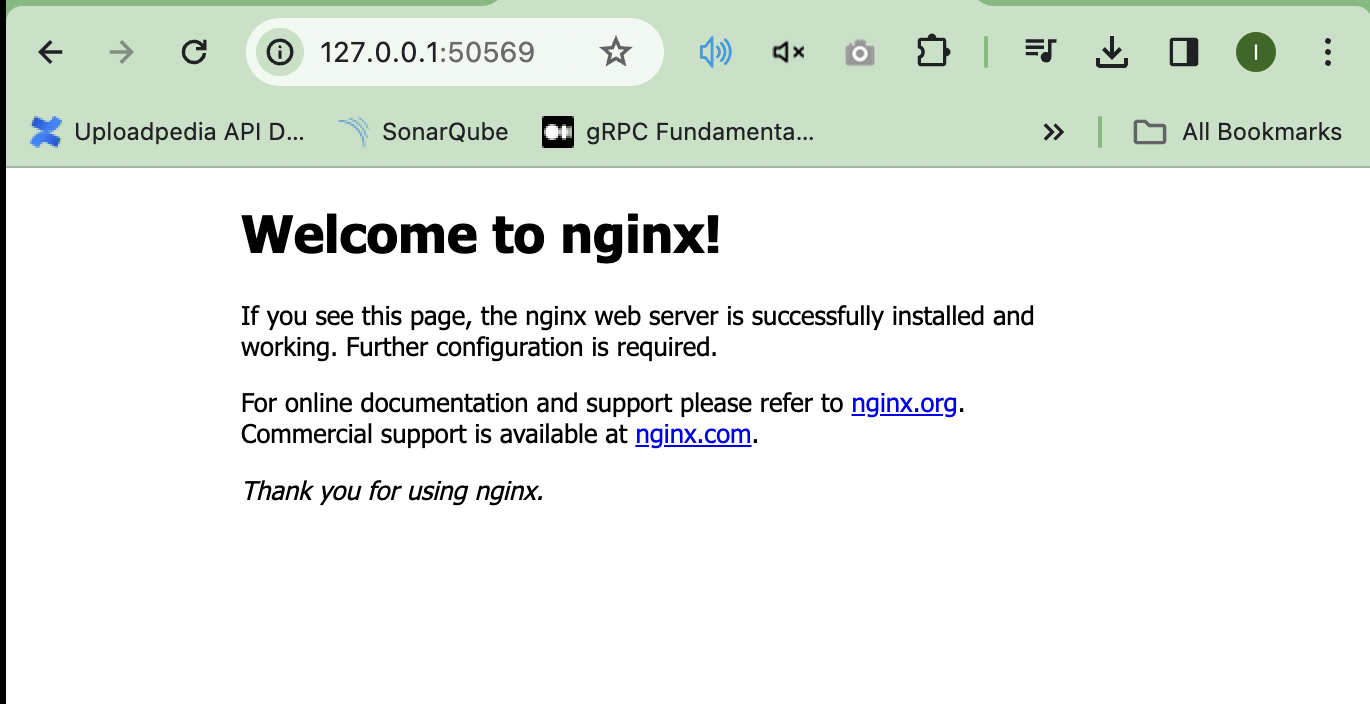 127.0.0.1:50569
Uploadpedia API D...
SonarQube
gRPC Fundamenta...
All Bookmarks
I
Welcome to nginx!
If you see this page, the nginx web server is successfully installed and
working. Further configuration is required.
For online documentation and support please refer to nginx.org.
Commercial support is available at nginx.com.
Thank you for using nginx.